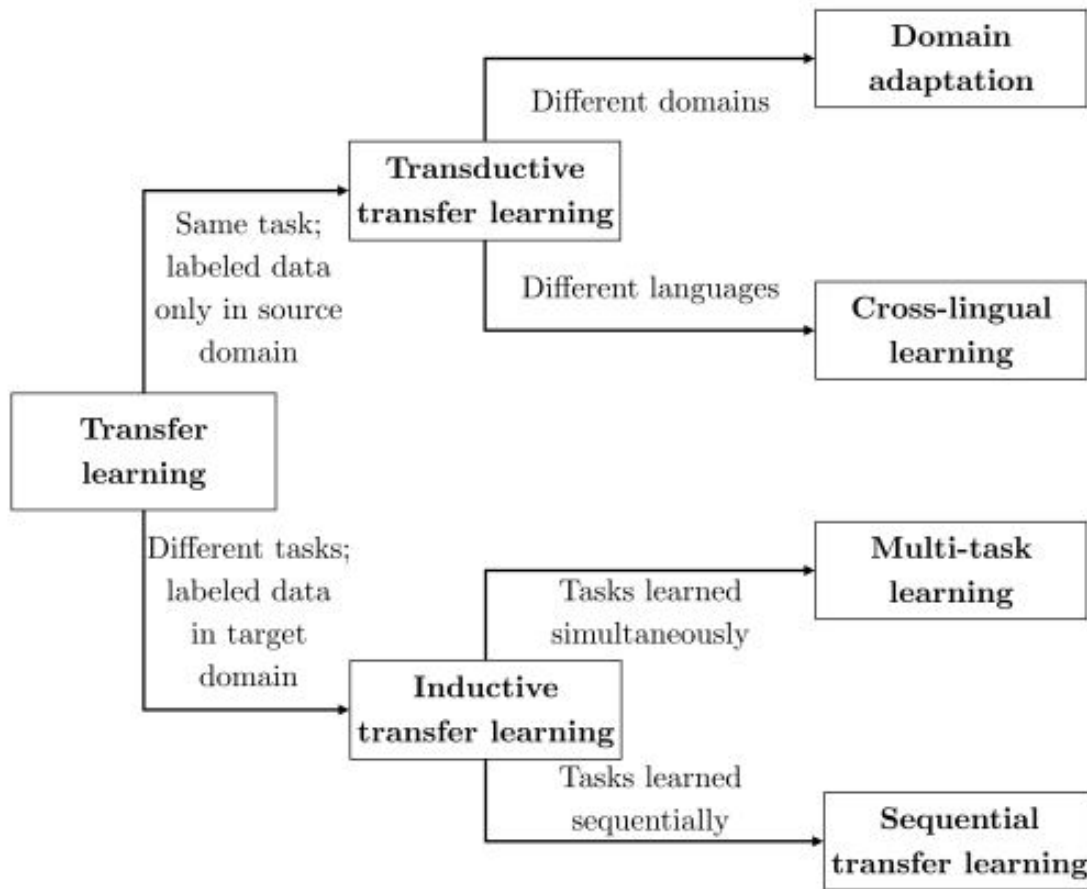 Domain
adaptation
Different domains
Transductive
transfer learning
Same task;
labeled data
only in source
domain
Different languages
Cross-lingual
learning
Transfer
learning
Different tasks;
labeled data
in target
domain
Multi-task
learning
Tasks learned
simultaneously
Inductive
transfer learning
Tasks learned
sequentially
Sequential
transfer learning